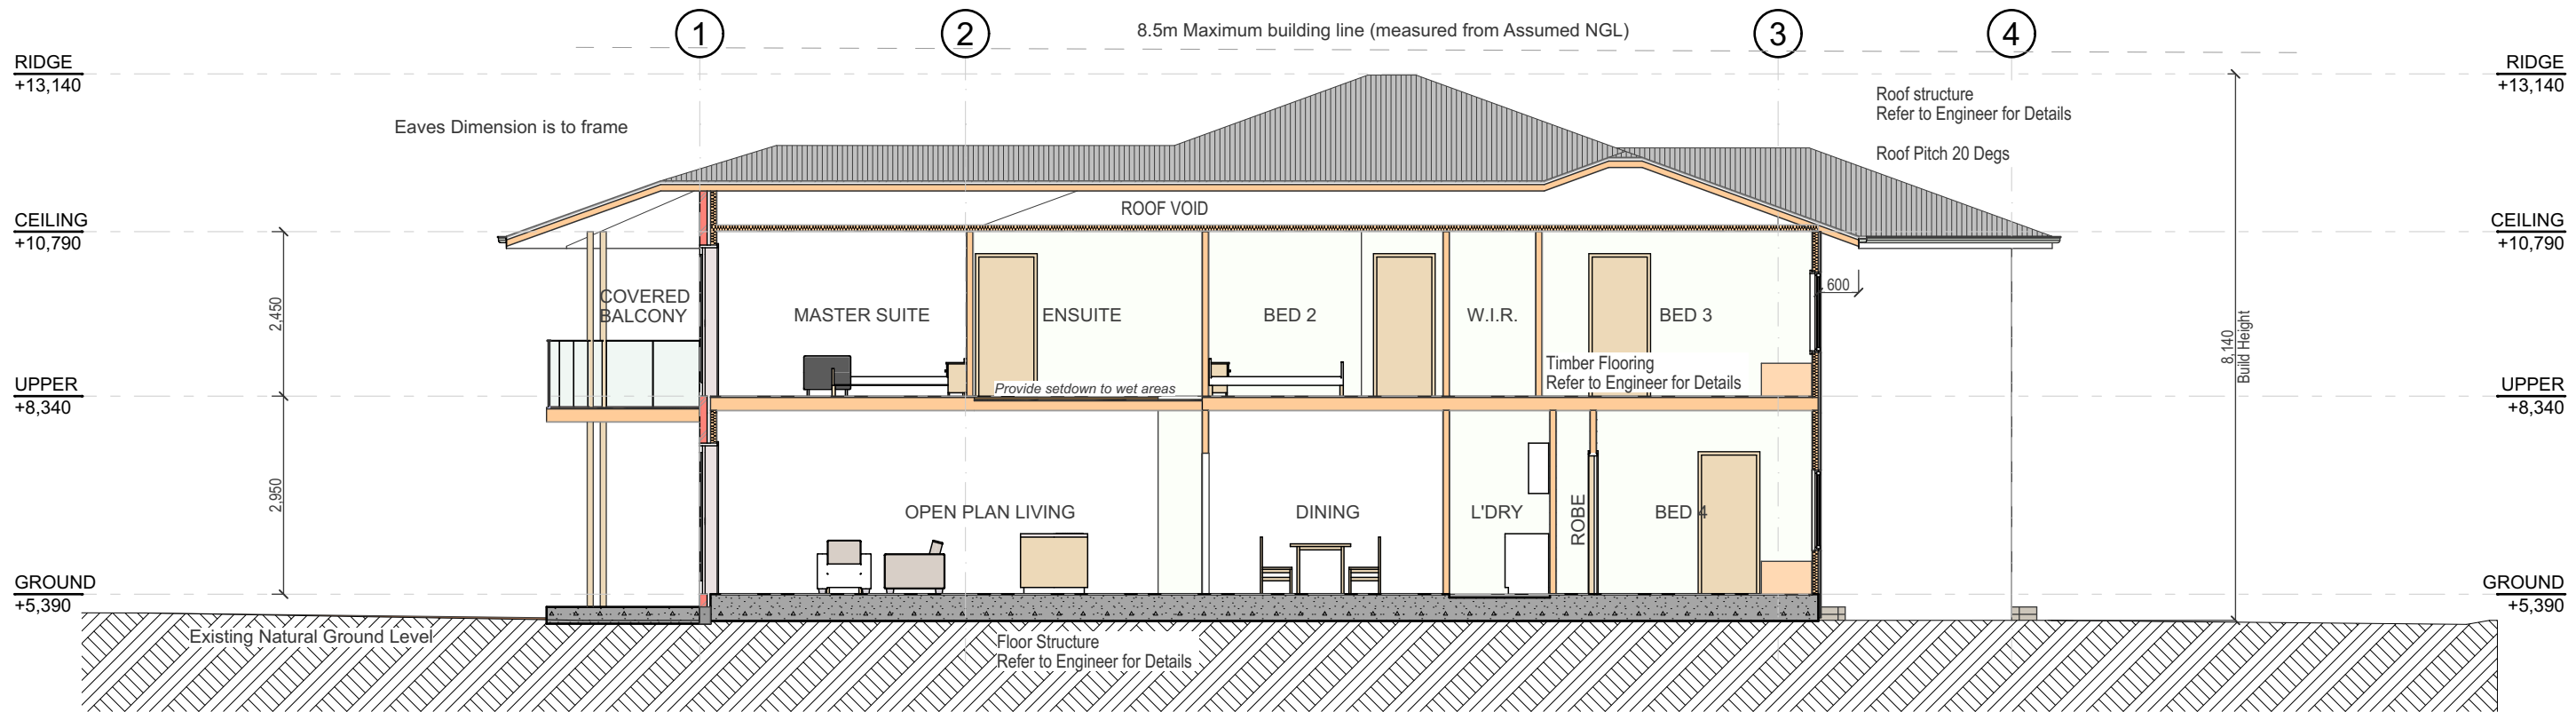 1
2
8.5m Maximum building line (measured from Assumed NGL)
3
4
RIDGE
+13,140
RIDGE
+13,140
Roof structure
Refer to Engineer for Details
Roof Pitch 20 Degs
Eaves Dimension is to frame
CEILING
+10,790
ROOF VOID
CEILING
+10,790
2,450
COVERED
BALCONY
MASTER SUITE
ENSUITE
BED 2
W.I.R.
BED 3
600
8,140
Build Height
Timber Flooring
Refer to Engineer for Details
Provide setdown to wet areas
UPPER
+8,340
UPPER
+8,340
2,950
OPEN PLAN LIVING
DINING
L'DRY
ROBE
BED 4
GROUND
+5,390
GROUND
+5,390
Existing Natural Ground Level
Floor Structure
Refer to Engineer for Details